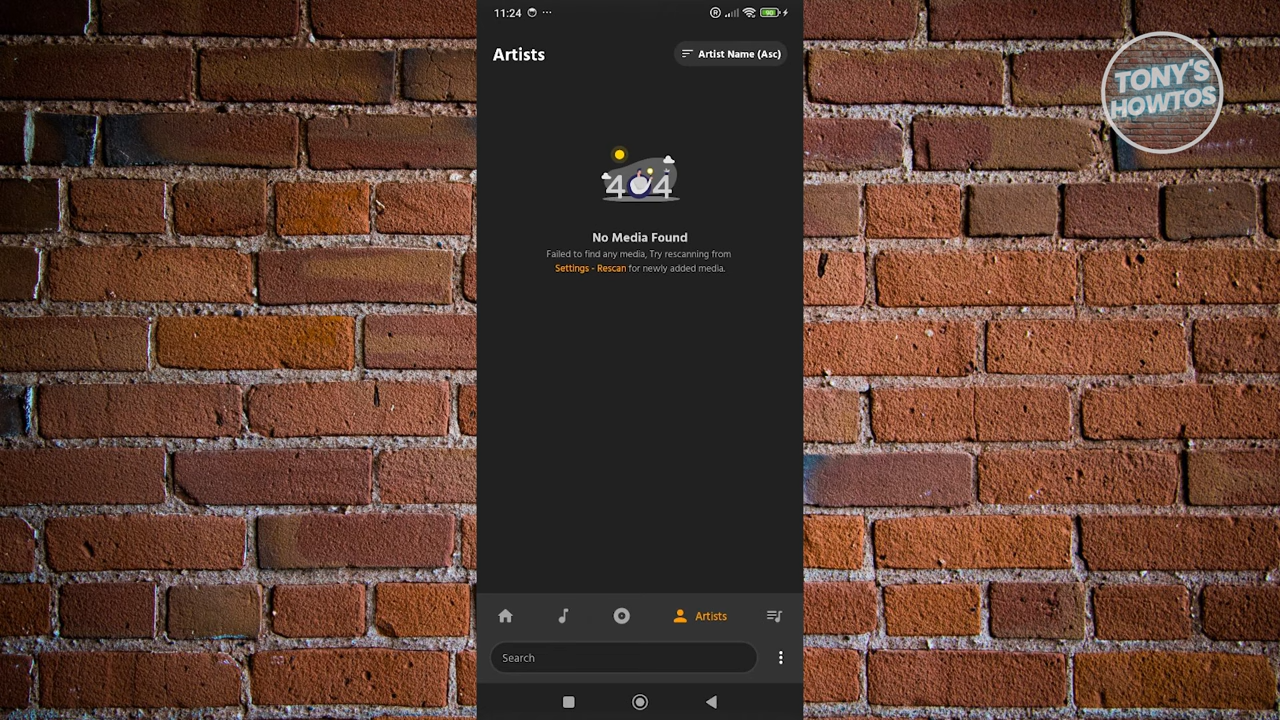 11:24
90
Artists
Artist Name (Asc)
TONY'S
HOWTOS
404
No Media Found
Failed to find any media, Try rescanning from
Settings - Rescan for newly added media.
Artists
Search